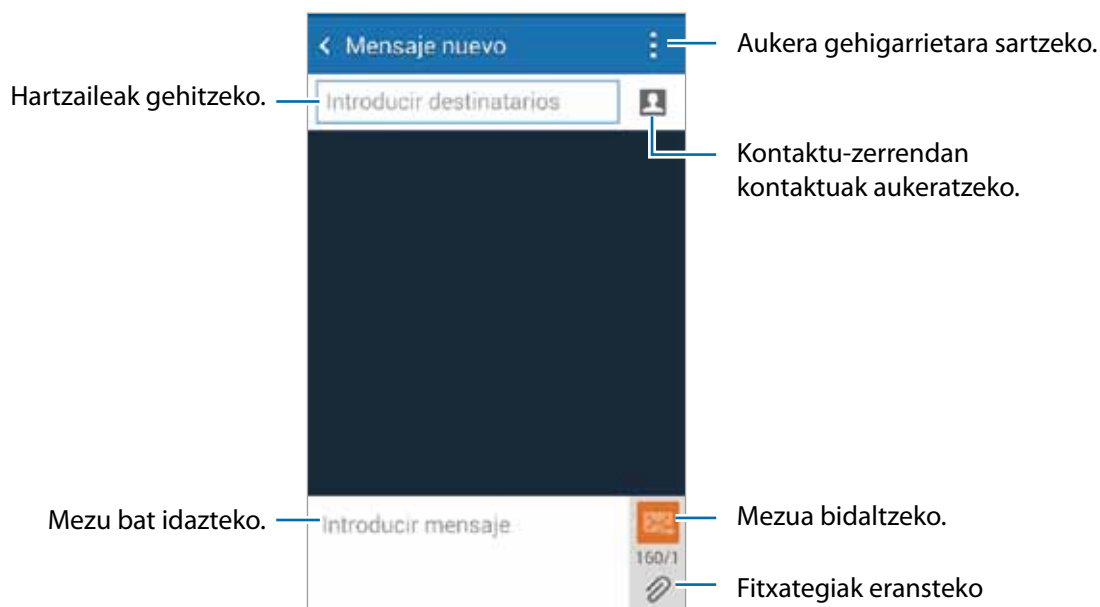 Mensaje nuevo
Aukera gehigarrietara sartzeko.
Hartzaileak gehitzeko.
Introducir destinatarios
Kontaktu-zerrendan
kontaktuak aukeratzeko.
Mezu bat idazteko.
Introducir mensaje
Mezua bidaltzeko.
160/1
Fitxategiak eransteko